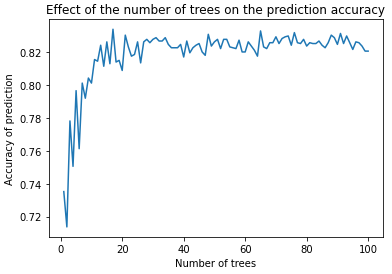 Effect of the number of trees on the prediction accuracy
0.82
0.80
0.78
0.76
0.74
0.72
Accuracy of prediction
0 20 40 60 80 100
Number of trees